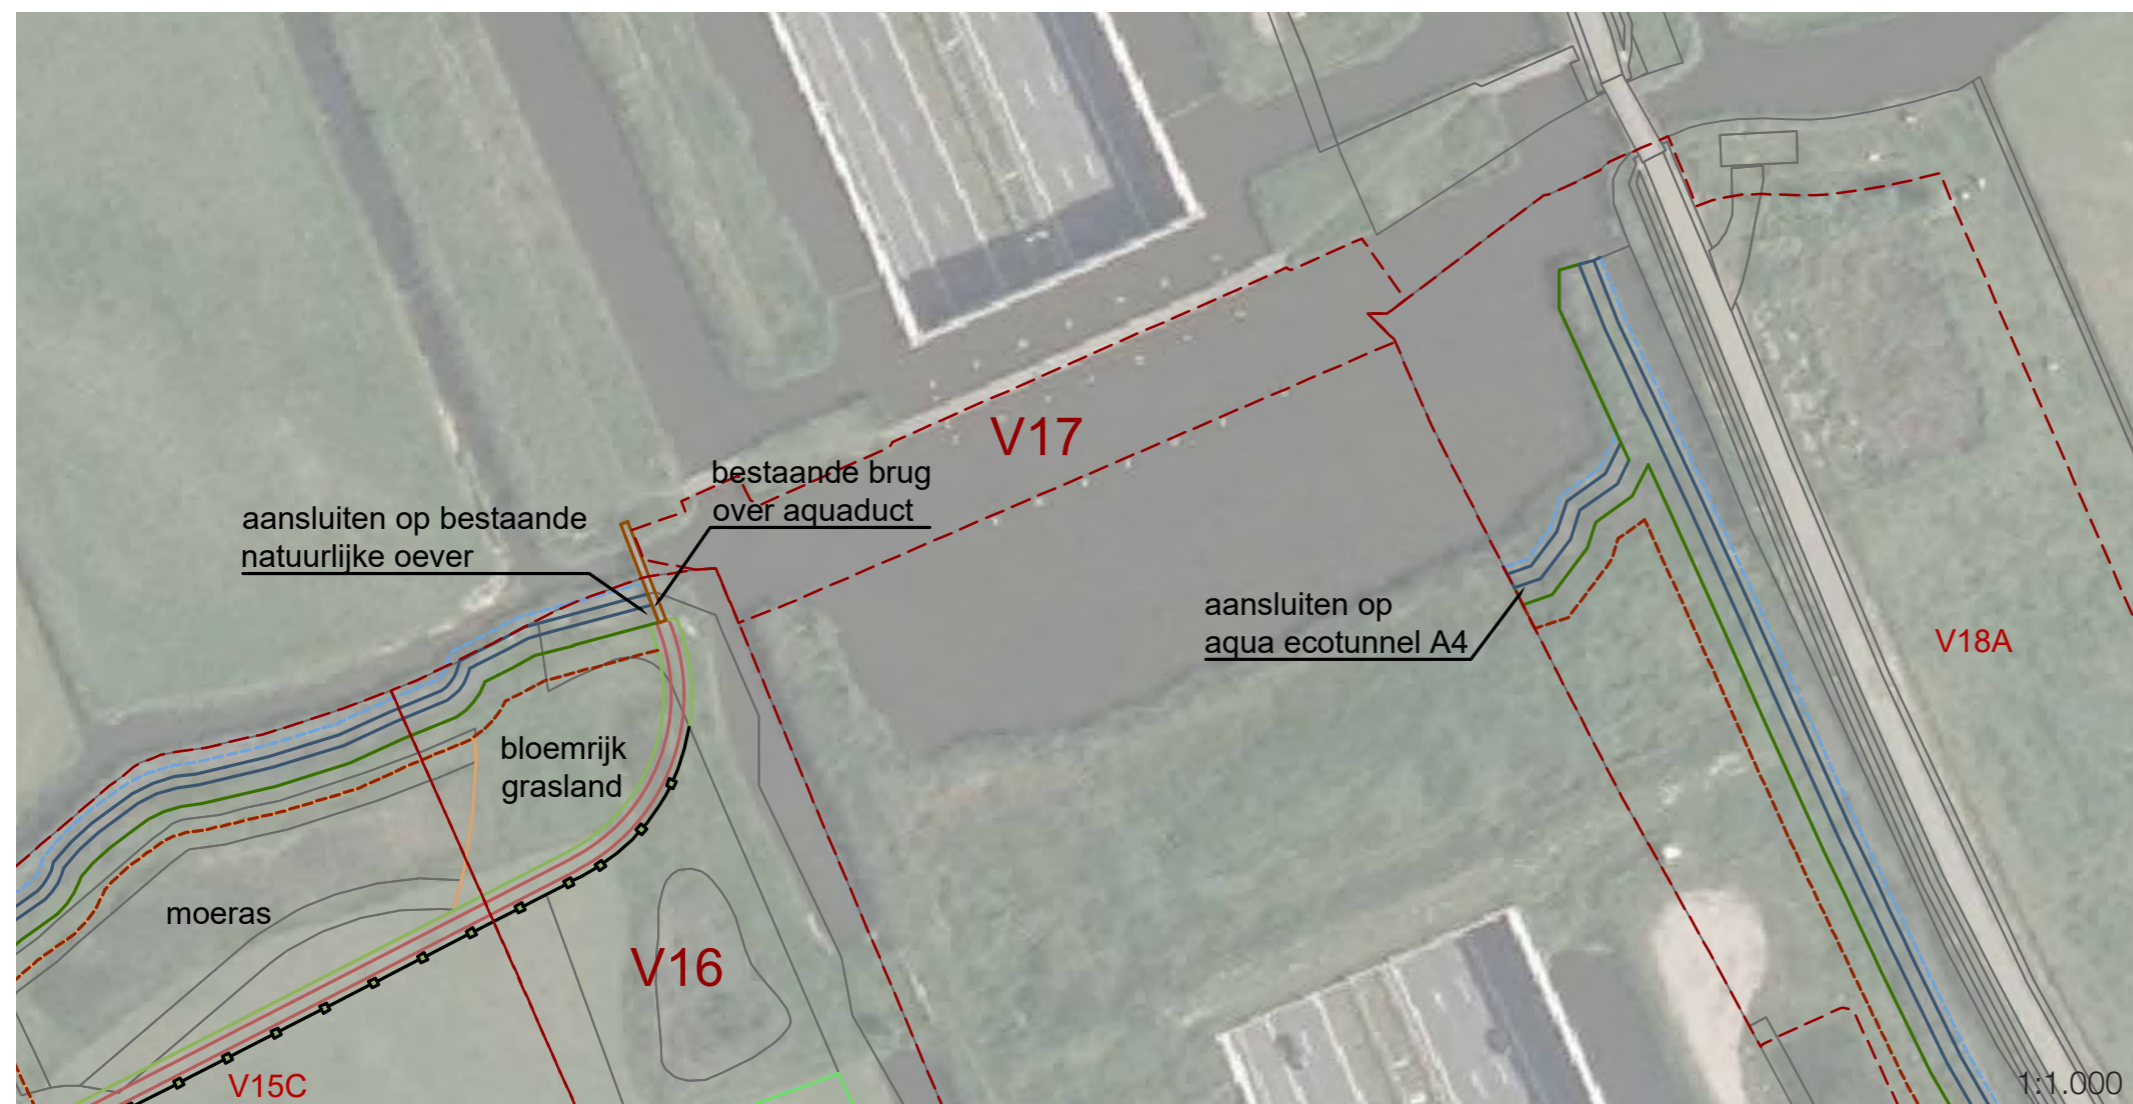 V17
bestaande brug
over aquaduct
aansluiten op bestaande
natuurlijke oever
aansluiten op
aqua ecotunnel A4
V18A
bloemrijk
grasland
moeras
V16
V15C
1:1.000